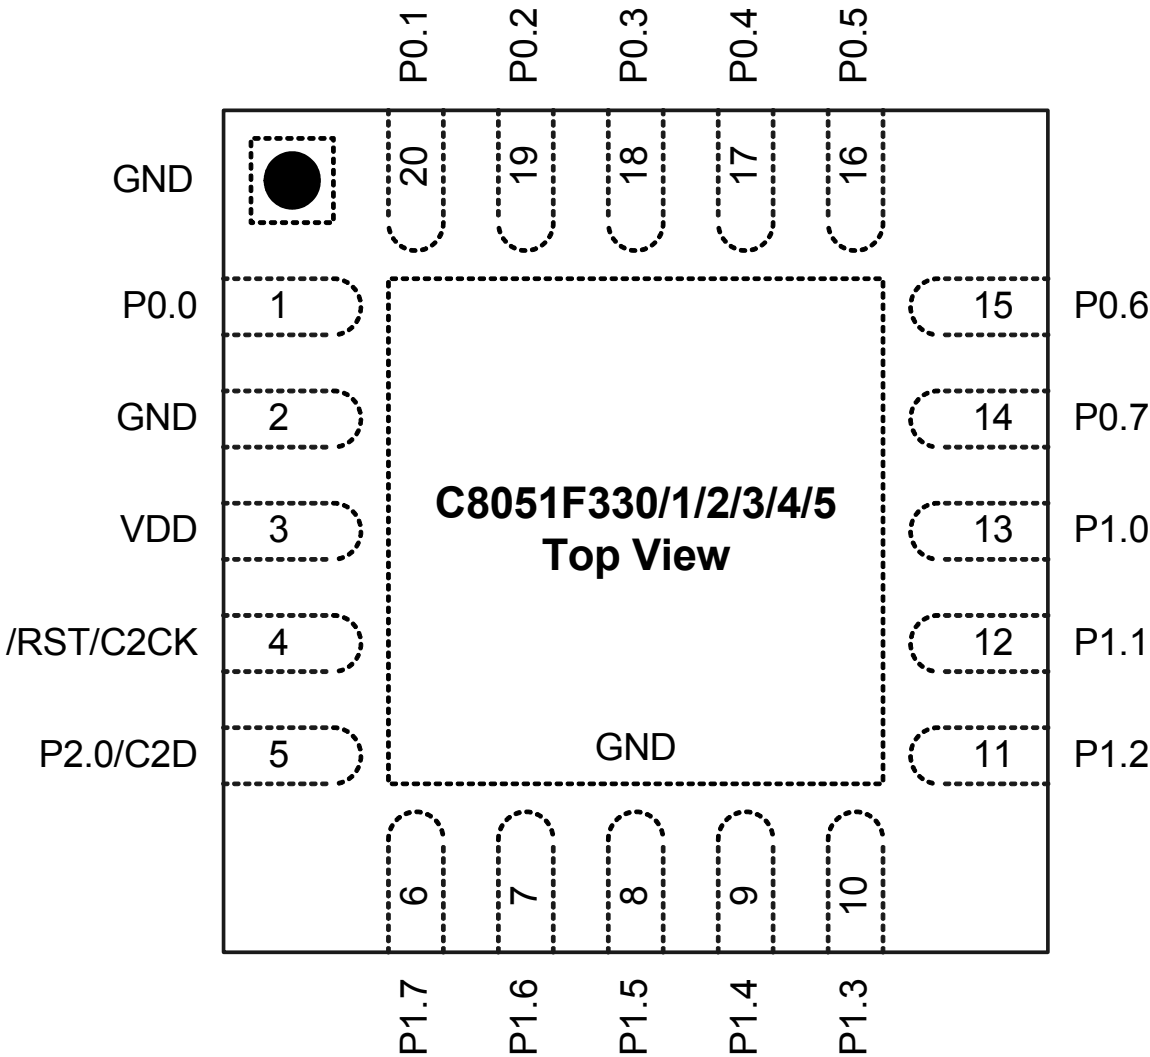 P0.1
P0.2
P0.3
P0.4
P0.5
20
19
18
17
16
GND
P0.0 1
15 P0.6
GND 2
14 P0.7
C8051F330/1/2/3/4/5
Top View
VDD 3
13 P1.0
/RST/C2CK 4
12 P1.1
P2.0/C2D 5
GND
11 P1.2
6
7
8
9
10
P1.7
P1.6
P1.5
P1.4
P1.3